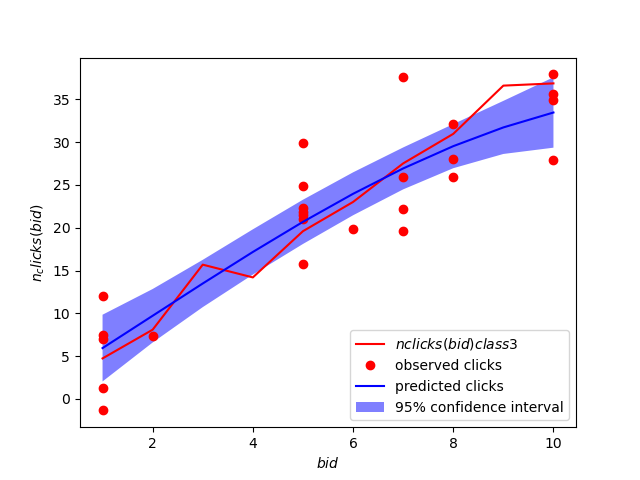 35
30
25
20
15
10
5
0
n_clicks(bid)
2
4
6
8
10
bid
nclicks(bid)class3
observed clicks
predicted clicks
95% confidence interval